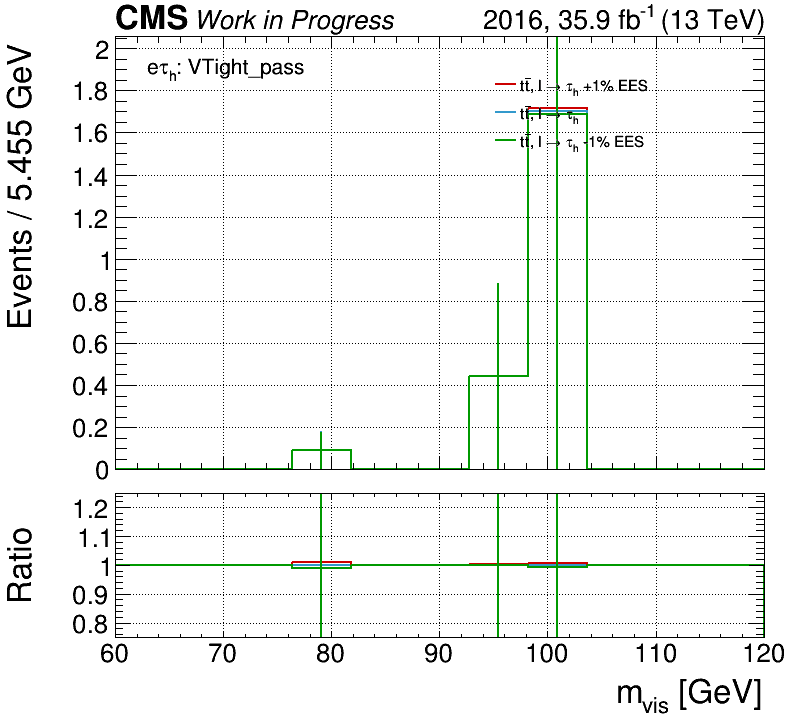 CMS Work in Progress 2016, 35.9 fb⁻¹ (13 TeV)
eτₕ: VTight_pass
tt̄, l → τₕ +1% EES
tt̄, l → τₕ
tt̄, l → τₕ -1% EES
Events / 5.455 GeV
2
1.8
1.6
1.4
1.2
1
0.8
0.6
0.4
0.2
0
Ratio
1.2
1.1
1
0.9
0.8
60 70 80 90 100 110 120
m_vis [GeV]